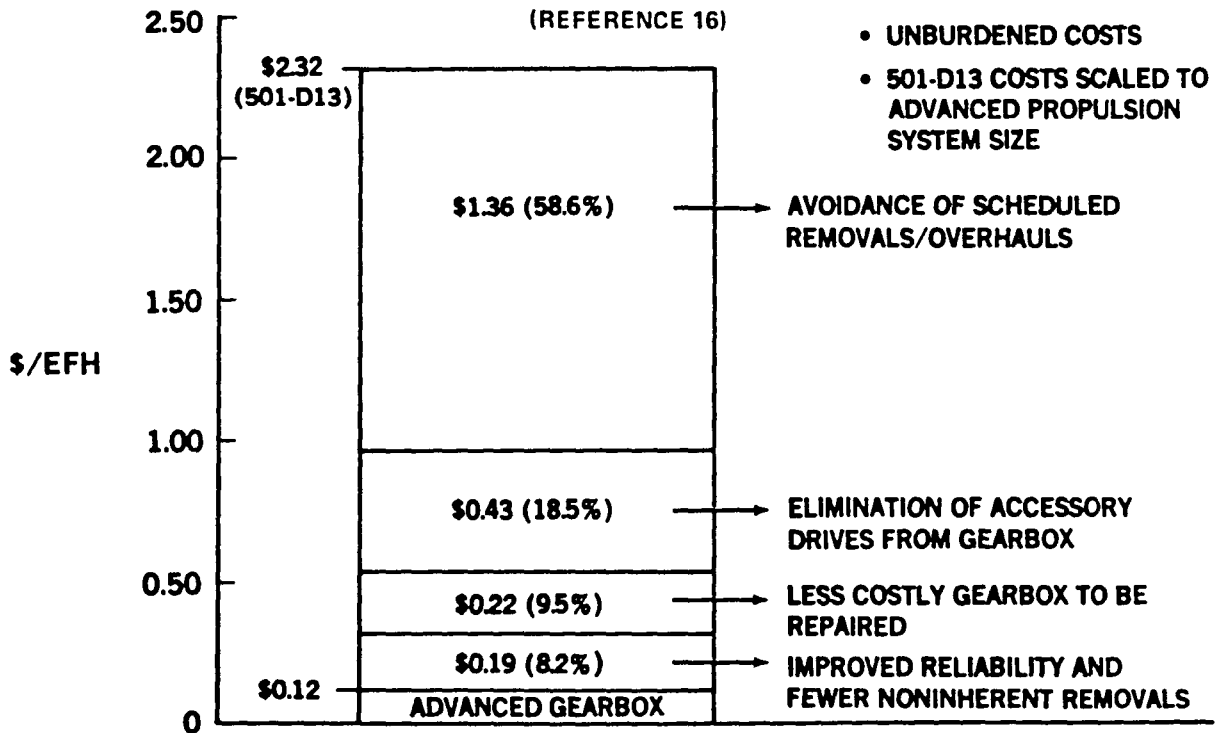 (REFERENCE 16)
• UNBURDENED COSTS
• 501-D13 COSTS SCALED TO
ADVANCED PROPULSION
SYSTEM SIZE
$/EFH
2.50
2.00
1.50
1.00
0.50
0
$2.32
(501-D13)
$0.12
$1.36 (58.6%)
AVOIDANCE OF SCHEDULED
REMOVALS/OVERHAULS
$0.43 (18.5%)
ELIMINATION OF ACCESSORY
DRIVES FROM GEARBOX
$0.22 (9.5%)
LESS COSTLY GEARBOX TO BE
REPAIRED
$0.19 (8.2%)
IMPROVED RELIABILITY AND
FEWER NONINHERENT REMOVALS
ADVANCED GEARBOX